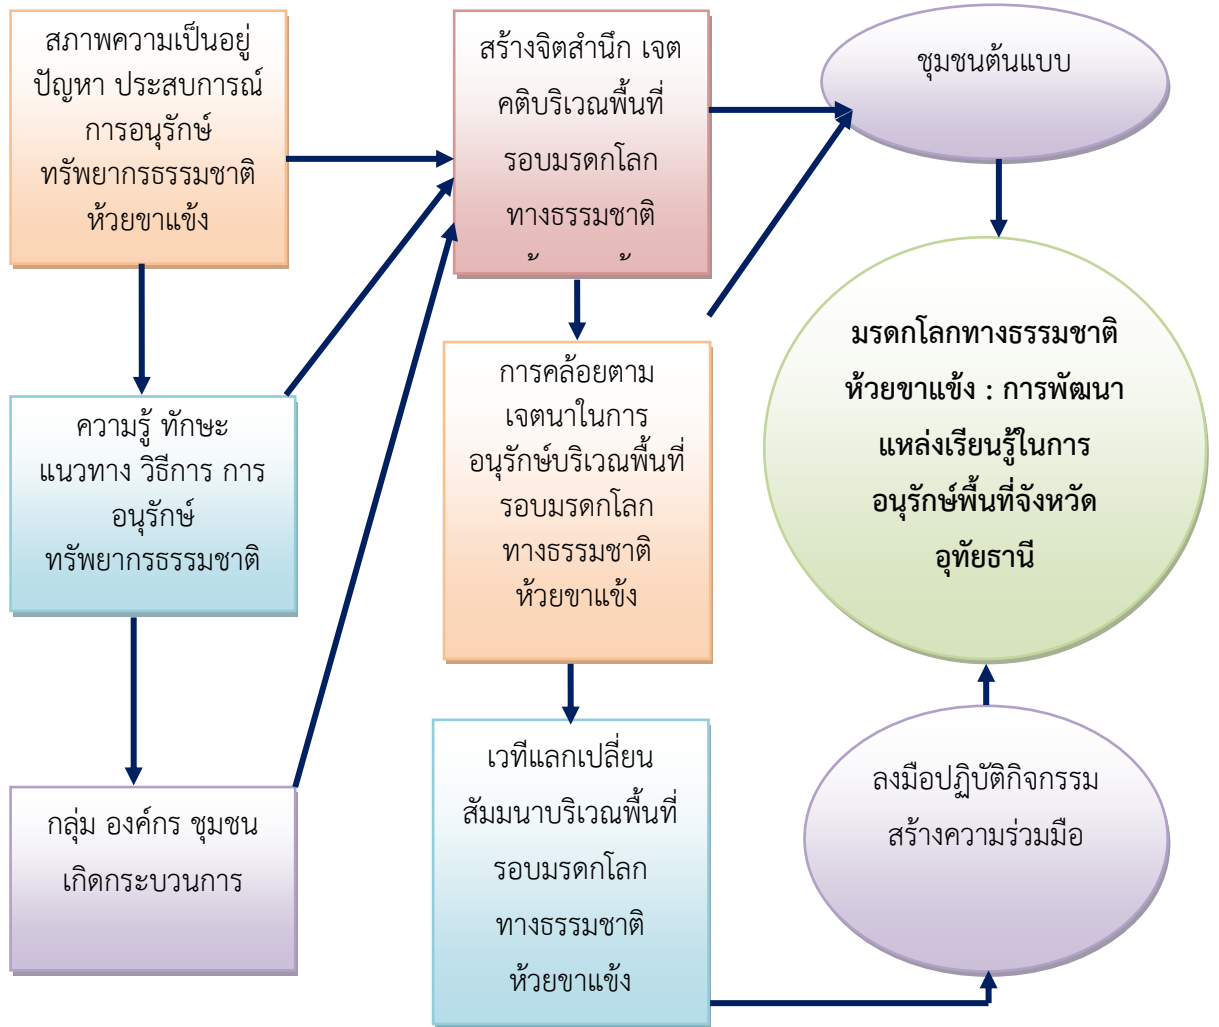 สภาพความเป็นอยู่
ปัญหา ประสบการณ์
การอนุรักษ์
ทรัพยากรธรรมชาติ
ห้วยขาแข้ง
ความรู้ ทักษะ
แนวทาง วิธีการ การ
อนุรักษ์
ทรัพยากรธรรมชาติ
กลุ่ม องค์กร ชุมชน
เกิดกระบวนการ
สร้างจิตสำนึก เจต
คติบริเวณพื้นที่
รอบมรดกโลก
ทางธรรมชาติ
การคล้อยตาม
เจตนาในการ
อนุรักษ์บริเวณพื้นที่
รอบมรดกโลก
ทางธรรมชาติ
ห้วยขาแข้ง
เวทีแลกเปลี่ยน
สัมมนาบริเวณพื้นที่
รอบมรดกโลก
ทางธรรมชาติ
ห้วยขาแข้ง
ชุมชนต้นแบบ
มรดกโลกทางธรรมชาติ
ห้วยขาแข้ง : การพัฒนา
แหล่งเรียนรู้ในการ
อนุรักษ์พื้นที่จังหวัด
อุทัยธานี
ลงมือปฏิบัติกิจกรรม
สร้างความร่วมมือ